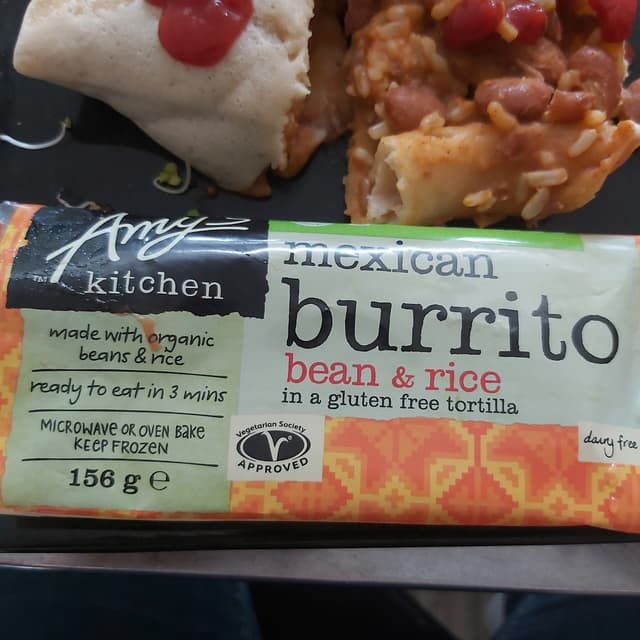 Amy's
kitchen
made with organic
beans & rice
ready to eat in 3 mins
MICROWAVE OR OVEN BAKE
KEEP FROZEN
156 g e
mexican
burrito
bean & rice
in a gluten free tortilla
Vegetarian Society
V
APPROVED
dairy free